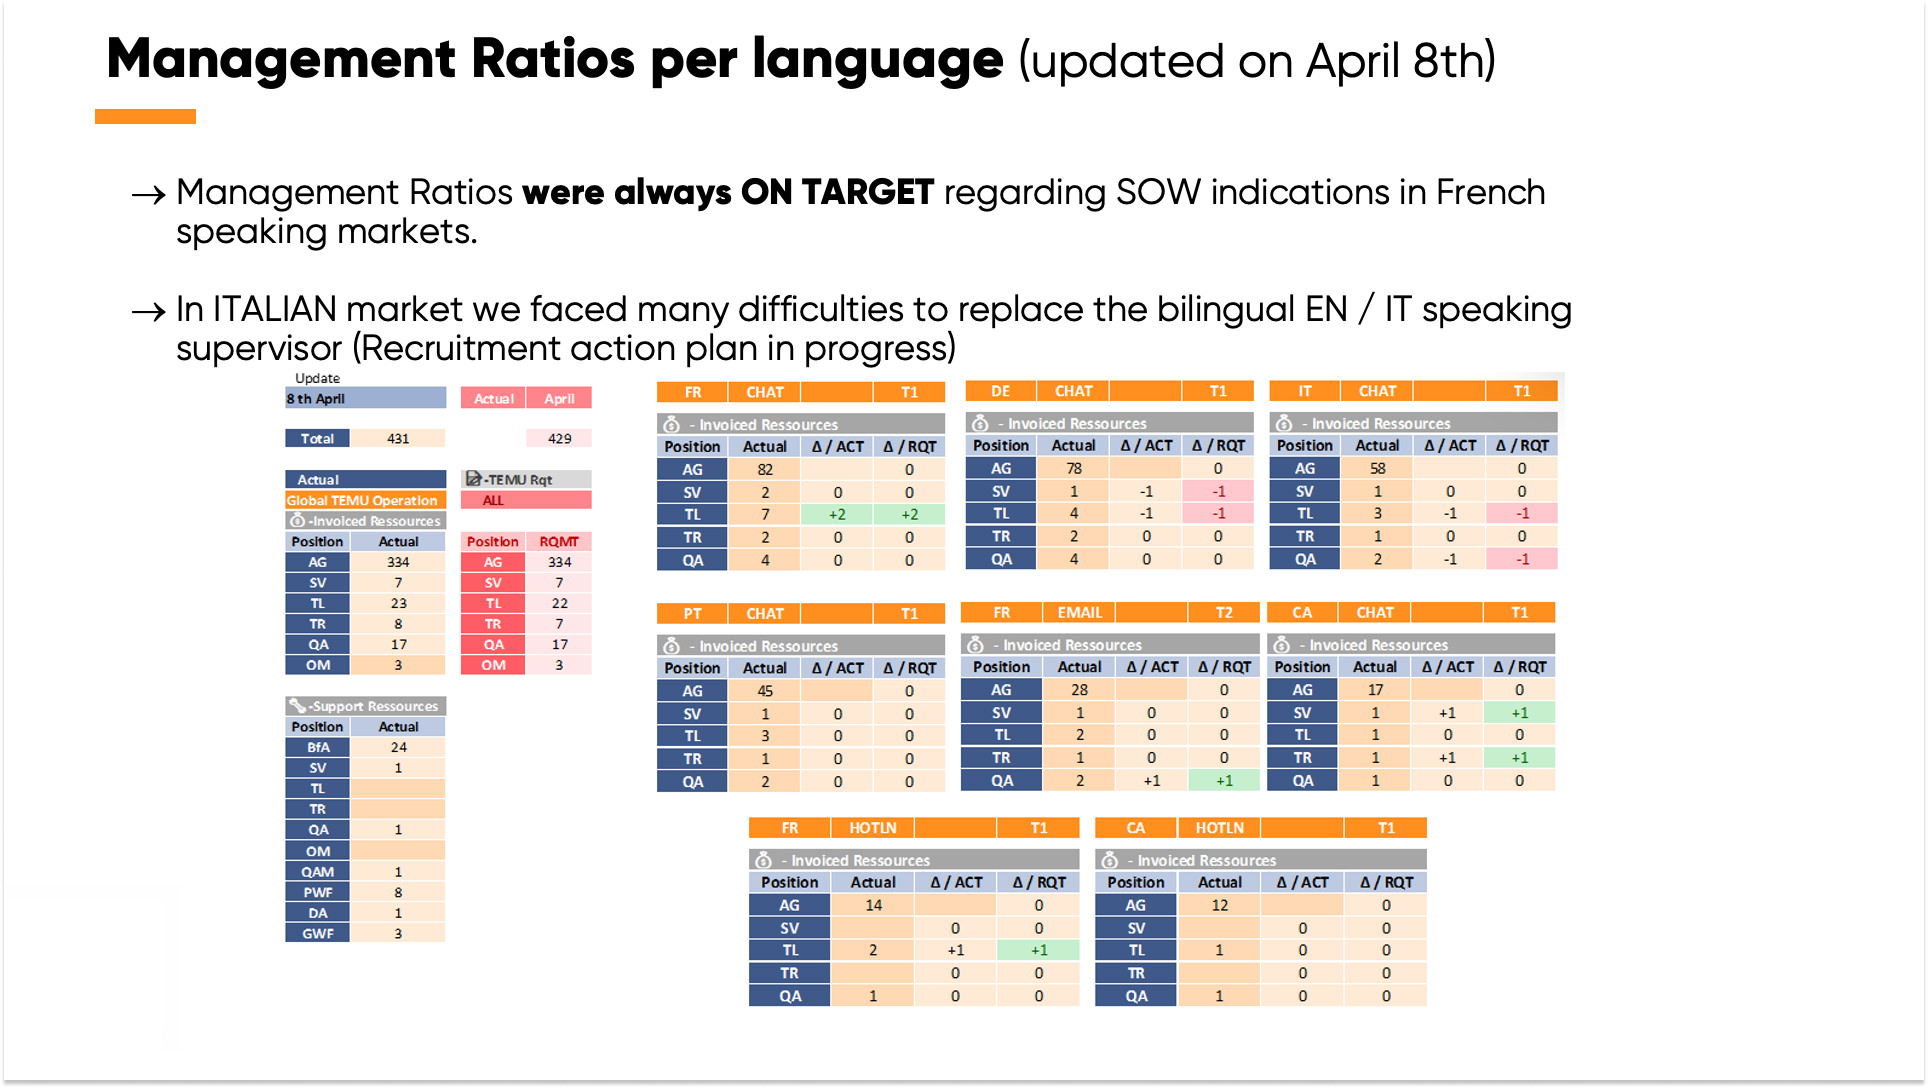 Management Ratios per language (updated on April 8th)
→ Management Ratios were always ON TARGET regarding SOW indications in French
speaking markets.
→ In ITALIAN market we faced many difficulties to replace the bilingual EN / IT speaking
supervisor (Recruitment action plan in progress)
Update
8 th April
Actual April
Total 431 429
Actual
Global TEMU Operation
-Invoiced Ressources
Position Actual
AG 334
SV 7
TL 23
TR 8
QA 17
OM 3
-TEMU Rqt
ALL
Position RQMT
AG 334
SV 7
TL 22
TR 7
QA 17
OM 3
-Support Ressources
Position Actual
BfA 24
SV 1
TL
TR
QA 1
OM
QAM 1
PWF 8
DA 1
GWF 3
FR CHAT T1
- Invoiced Ressources
Position Actual Δ / ACT Δ / RQT
AG 82 0
SV 2 0 0
TL 7 +2 +2
TR 2 0 0
QA 4 0 0
DE CHAT T1
- Invoiced Ressources
Position Actual Δ / ACT Δ / RQT
AG 78 0
SV 1 -1 -1
TL 4 -1 -1
TR 2 0 0
QA 4 0 0
IT CHAT T1
- Invoiced Ressources
Position Actual Δ / ACT Δ / RQT
AG 58 0
SV 1 0 0
TL 3 -1 -1
TR 1 0 0
QA 2 -1 -1
PT CHAT T1
- Invoiced Ressources
Position Actual Δ / ACT Δ / RQT
AG 45 0
SV 1 0 0
TL 3 0 0
TR 1 0 0
QA 2 0 0
FR EMAIL T2
- Invoiced Ressources
Position Actual Δ / ACT Δ / RQT
AG 28 0
SV 1 0 0
TL 2 0 0
TR 1 0 0
QA 2 +1 +1
CA CHAT T1
- Invoiced Ressources
Position Actual Δ / ACT Δ / RQT
AG 17 0
SV 1 +1 +1
TL 1 0 0
TR 1 +1 +1
QA 1 0 0
FR HOTLN T1
- Invoiced Ressources
Position Actual Δ / ACT Δ / RQT
AG 14 0
SV 0 0
TL 2 +1 +1
TR 0 0
QA 1 0 0
CA HOTLN T1
- Invoiced Ressources
Position Actual Δ / ACT Δ / RQT
AG 12 0
SV 0 0
TL 1 0 0
TR 0 0
QA 1 0 0